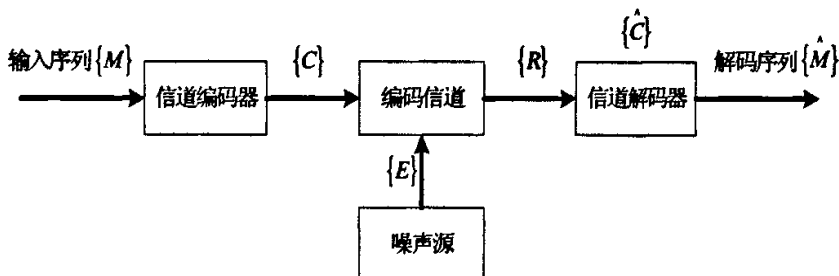 {Ĉ}
输入序列{M}
{C}
{R}
解码序列{M̂}
信道编码器
编码信道
信道解码器
{E}
噪声源